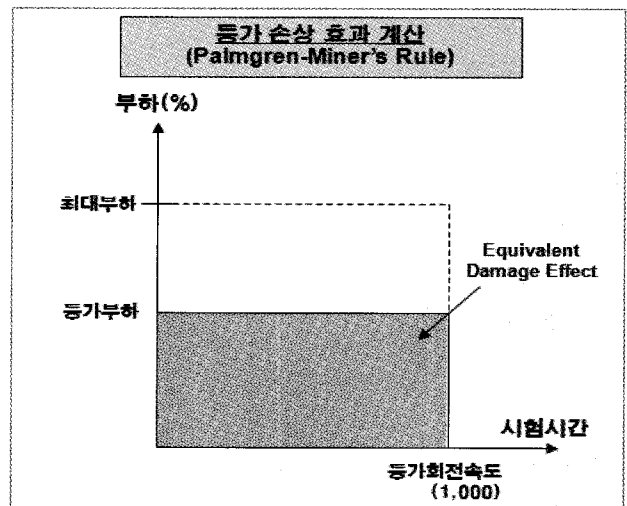 등가 손상 효과 계산
(Palmgren-Miner's Rule)
부하(%)
최대부하
Equivalent
Damage Effect
등가부하
시험시간
등가회전속도
(1,000)